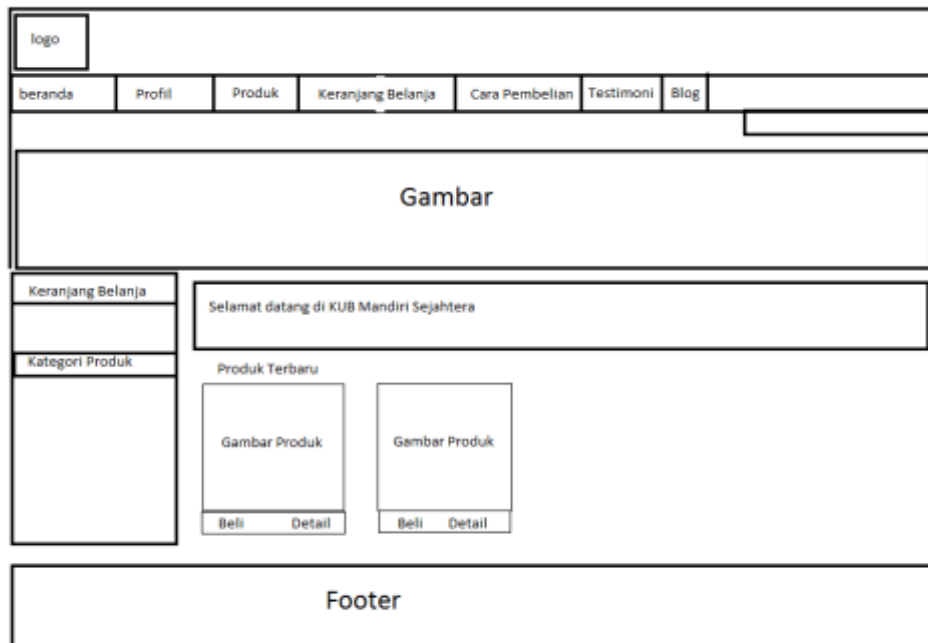 logo
beranda Profil Produk Keranjang Belanja Cara Pembelian Testimoni Blog
Gambar
Keranjang Belanja
Selamat datang di KUB Mandiri Sejahtera
Kategori Produk
Produk Terbaru
Gambar Produk Gambar Produk
Beli Detail Beli Detail
Footer